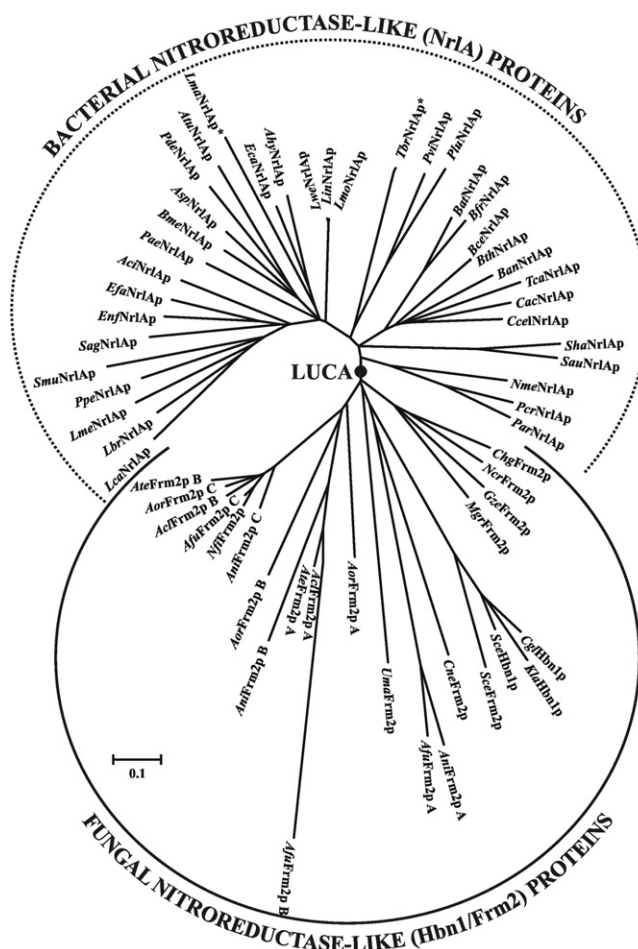 BACTERIAL NITROREDUCTASE-LIKE (NrlA) PROTEINS
LcaNrlAp
LbrNrlAp
LmeNrlAp
PpeNrlAp
SmuNrlAp
SagNrlAp
EnfNrlAp
EfaNrlAp
AclNrlAp
PaeNrlAp
BmeNrlAp
AspNrlAp
PdeNrlAp
AtuNrlAp
LmaNrlAp*
EcaNrlAp
AhyNrlAp
LweNrlAp
LinNrlAp
LmoNrlAp
TbrNrlAp*
PviNrlAp
PluNrlAp
BatNrlAp
BfrNrlAp
BceNrlAp
BthNrlAp
BanNrlAp
TcaNrlAp
CacNrlAp
CcelNrlAp
ShaNrlAp
SauNrlAp
NmeNrlAp
PcrNrlAp
ParNrlAp
LUCA
ChgFrm2p
NcrFrm2p
GzeFrm2p
MgrFrm2p
CglHbn1p
KlaHbn1p
SceHbn1p
SceFrm2p
CneFrm2p
AniFrm2p A
AfuFrm2p A
UmaFrm2p
AorFrm2p A
AclFrm2p A
AteFrm2p A
AfuFrm2p B
AniFrm2p B
AorFrm2p B
AniFrm2p C
NfiFrm2p
AfuFrm2p C
AclFrm2p B
AorFrm2p C
AteFrm2p B
0.1
FUNGAL NITROREDUCTASE-LIKE (Hbn1/Frm2) PROTEINS